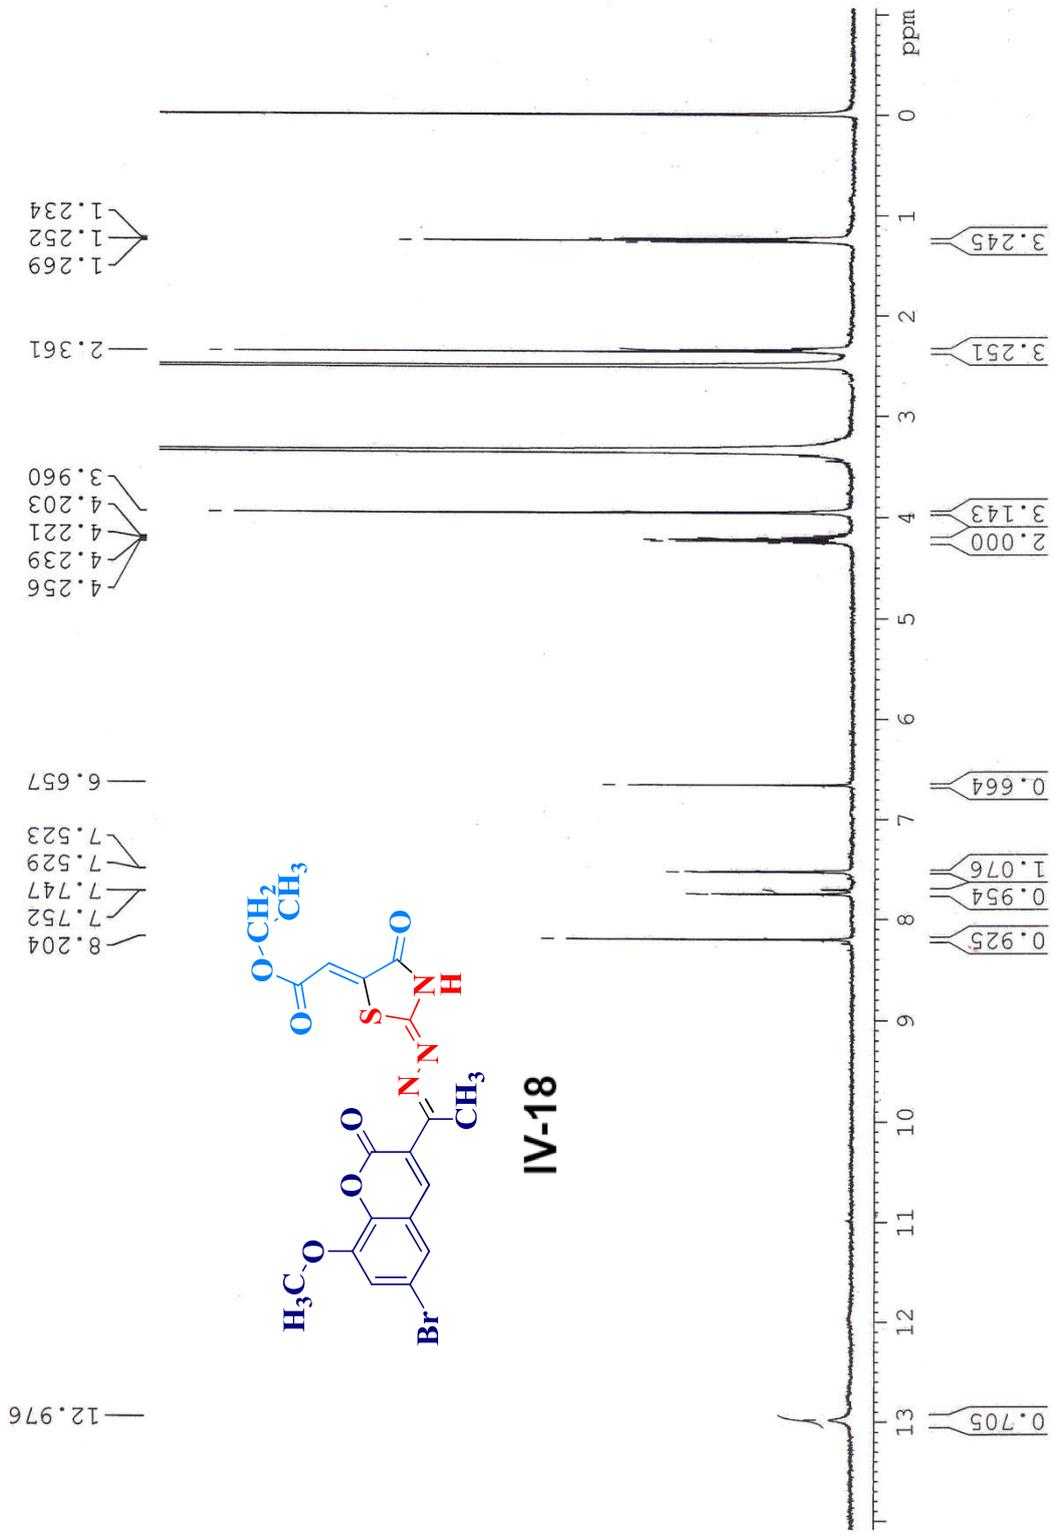 12.976
8.204
7.752
7.747
7.529
7.523
6.657
4.256
4.239
4.221
4.203
3.960
2.361
1.269
1.252
1.234
H3C
O
Br
O
O
N
CH3
N
S
N
H
O
O
O
CH2
CH3
IV-18
13 12 11 10 9 8 7 6 5 4 3 2 1 0 ppm
0.705
0.925
0.954
1.076
0.664
2.000
3.143
3.251
3.245